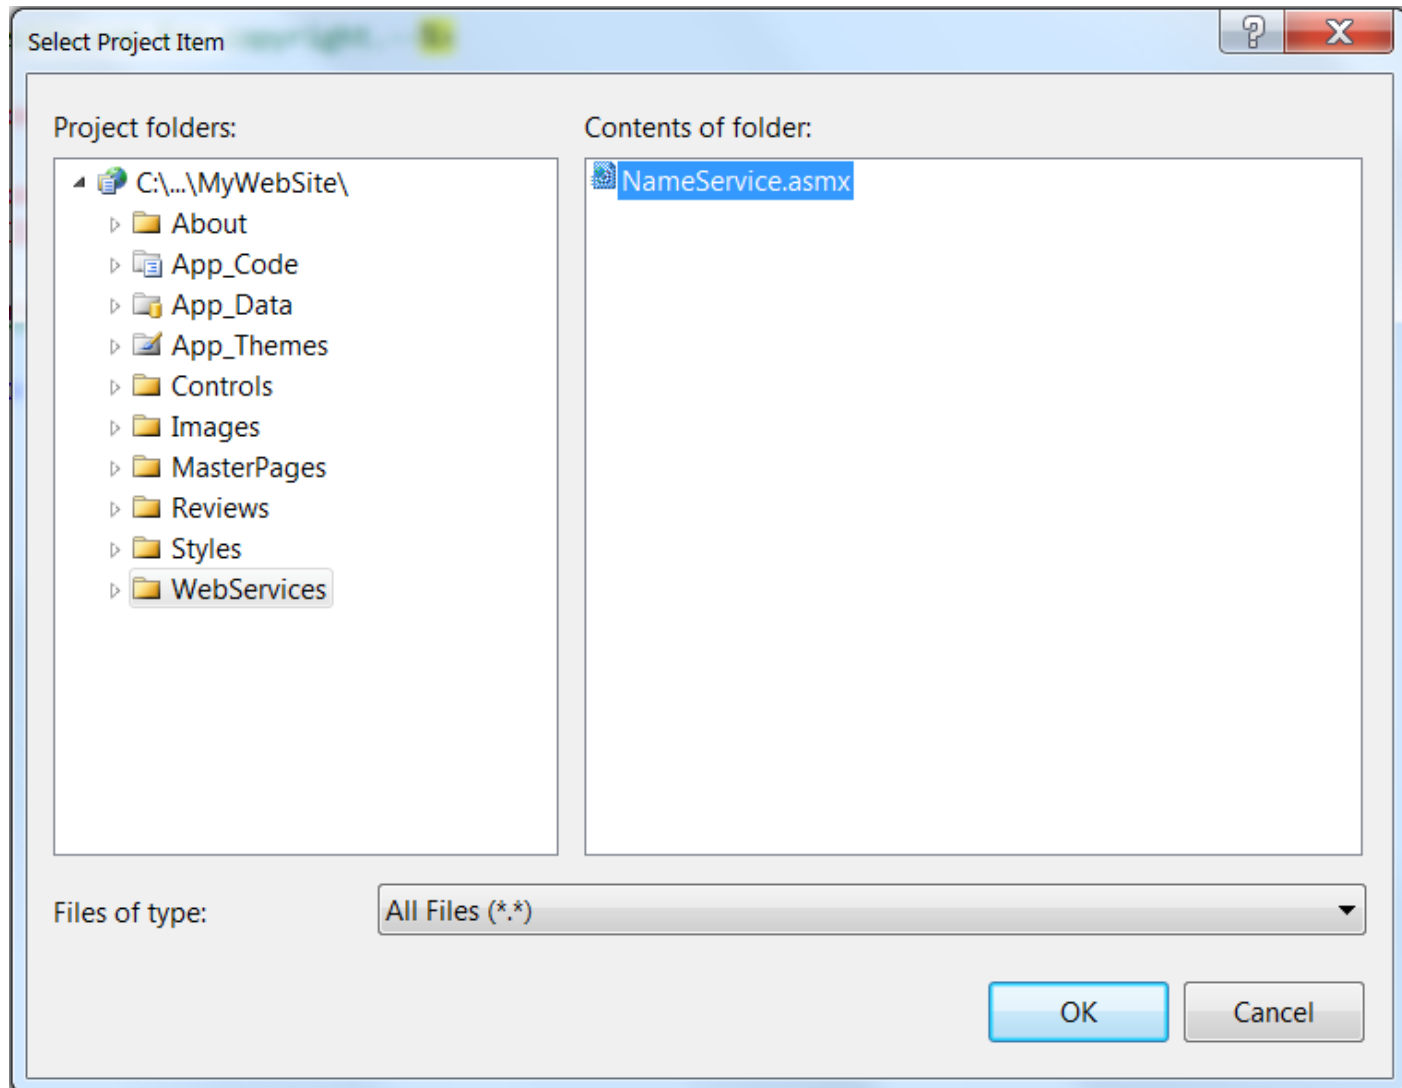 Select Project Item
Project folders:
C:\...\MyWebSite\
About
App_Code
App_Data
App_Themes
Controls
Images
MasterPages
Reviews
Styles
WebServices
Contents of folder:
NameService.asmx
Files of type:
All Files (*.*)
OK
Cancel